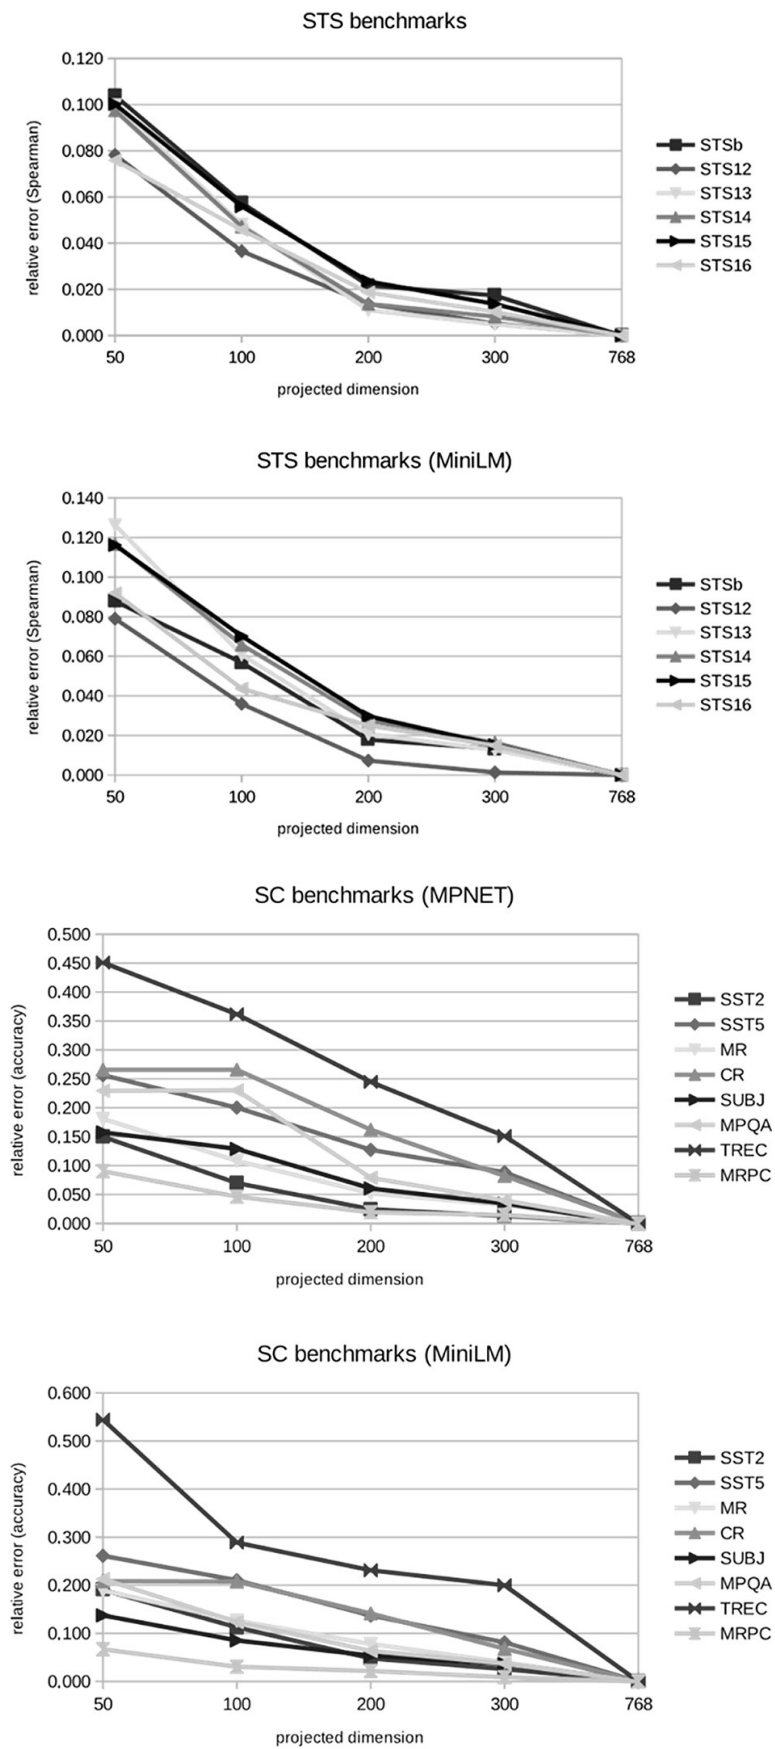 STS benchmarks
0.120
0.100
0.080
0.060
0.040
0.020
0.000
relative error (Spearman)
50 100 200 300 768
projected dimension
STSb
STS12
STS13
STS14
STS15
STS16
STS benchmarks (MiniLM)
0.140
0.120
0.100
0.080
0.060
0.040
0.020
0.000
relative error (Spearman)
50 100 200 300 768
projected dimension
STSb
STS12
STS13
STS14
STS15
STS16
SC benchmarks (MPNET)
0.500
0.450
0.400
0.350
0.300
0.250
0.200
0.150
0.100
0.050
0.000
relative error (accuracy)
50 100 200 300 768
projected dimension
SST2
SST5
MR
CR
SUBJ
MPQA
TREC
MRPC
SC benchmarks (MiniLM)
0.600
0.500
0.400
0.300
0.200
0.100
0.000
relative error (accuracy)
50 100 200 300 768
projected dimension
SST2
SST5
MR
CR
SUBJ
MPQA
TREC
MRPC